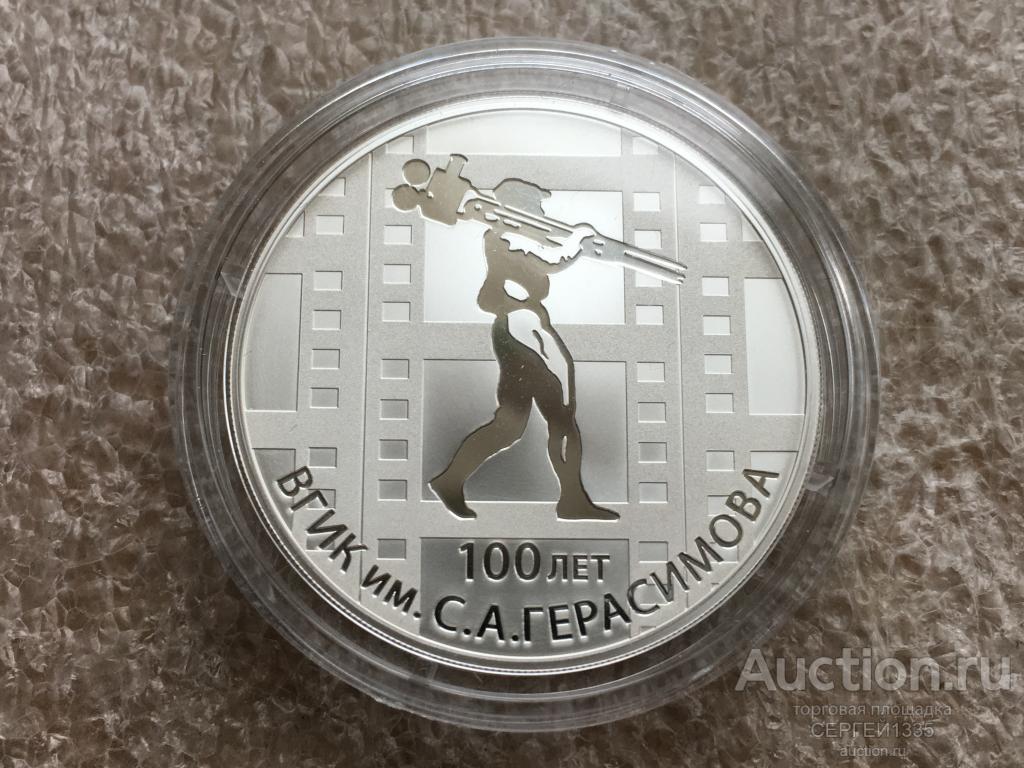 100 ЛЕТ
ВГИК им. С.А.ГЕРАСИМОВА
Auction.ru
торговая площадка
СЕРГЕЙ1335
auction.ru